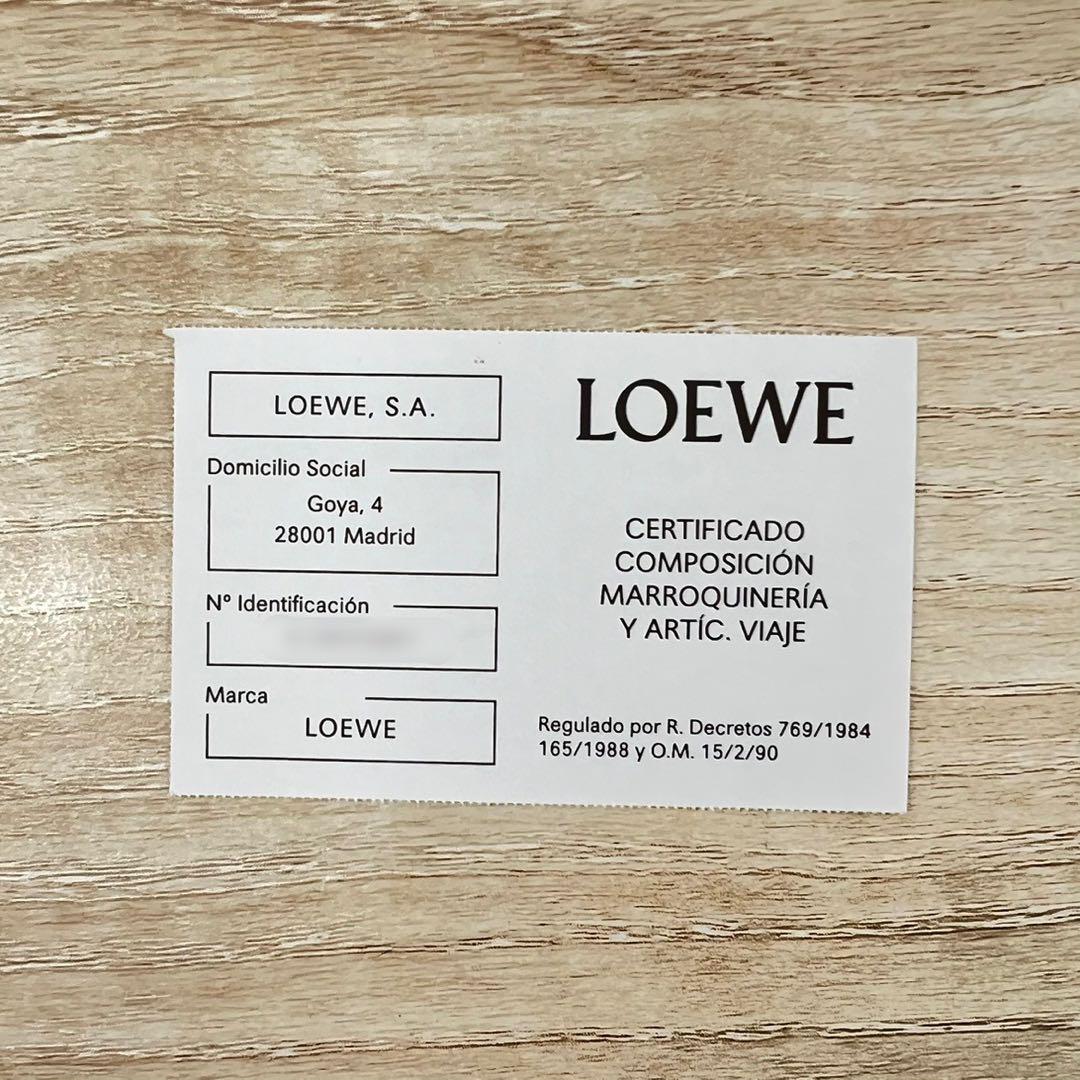 LOEWE, S.A.
Domicilio Social
Goya, 4
28001 Madrid
Nº Identificación
Marca
LOEWE
LOEWE
CERTIFICADO
COMPOSICIÓN
MARROQUINERÍA
Y ARTÍC. VIAJE
Regulado por R. Decretos 769/1984
165/1988 y O.M. 15/2/90